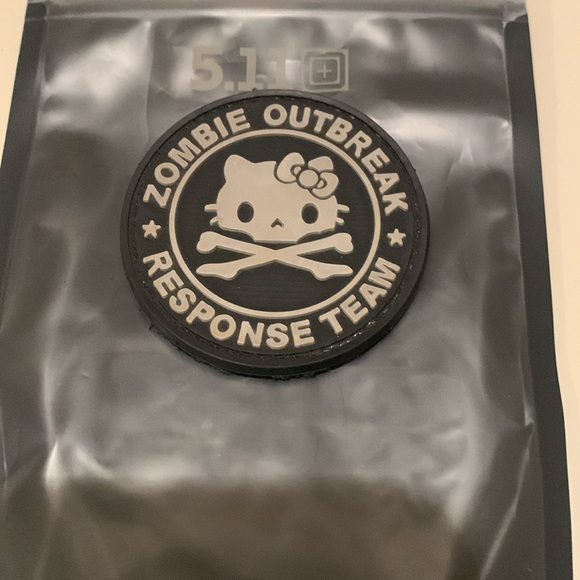 5.11
ZOMBIE OUTBREAK
RESPONSE TEAM